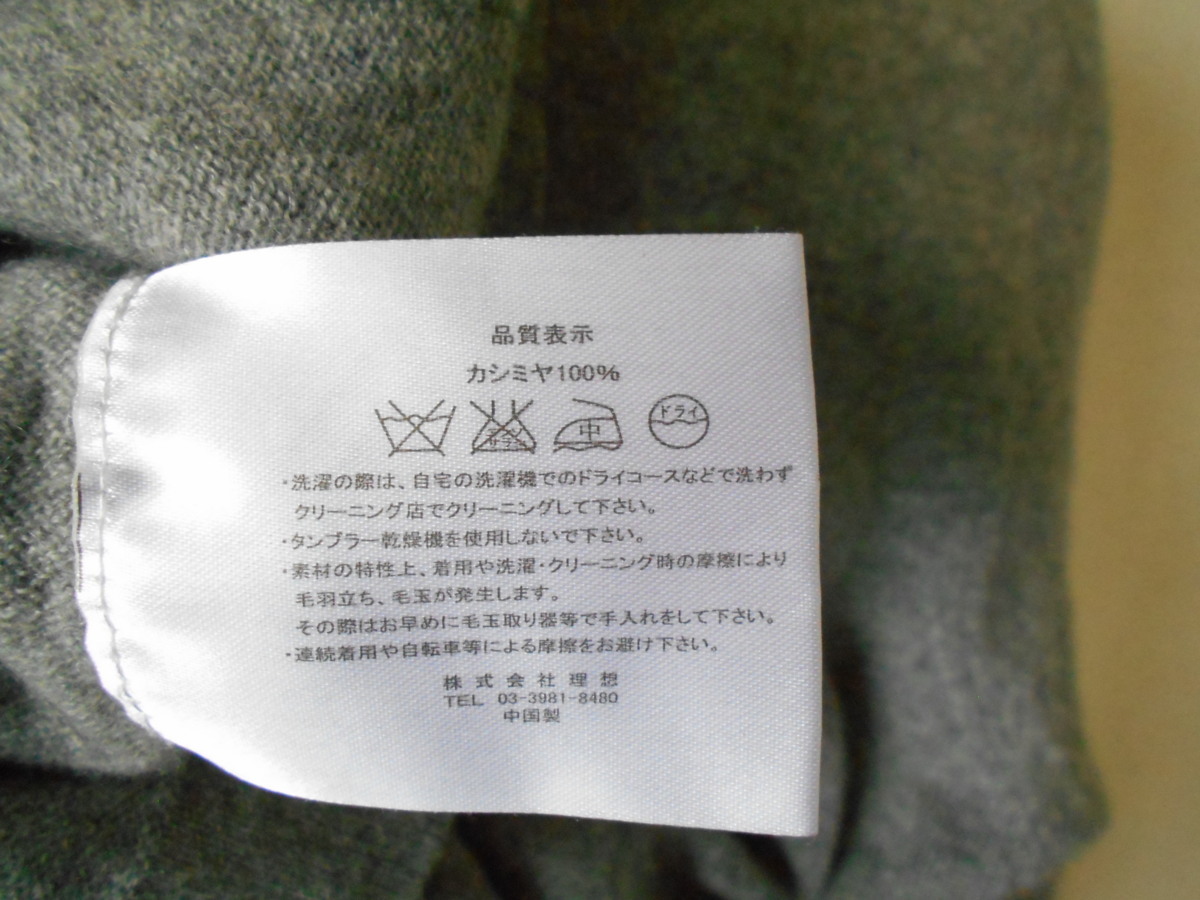 品質表示
カシミヤ100%
中 ドライ
・洗濯の際は、自宅の洗濯機でのドライコースなどで洗わず
クリーニング店でクリーニングして下さい。
・タンブラー乾燥機を使用しないで下さい。
・素材の特性上、着用や洗濯・クリーニング時の摩擦により
毛羽立ち、毛玉が発生します。
その際はお早めに毛玉取り器等で手入れをして下さい。
・連続着用や自転車等による摩擦をお避け下さい。
株式会社理想
TEL 03-3981-8480
中国製